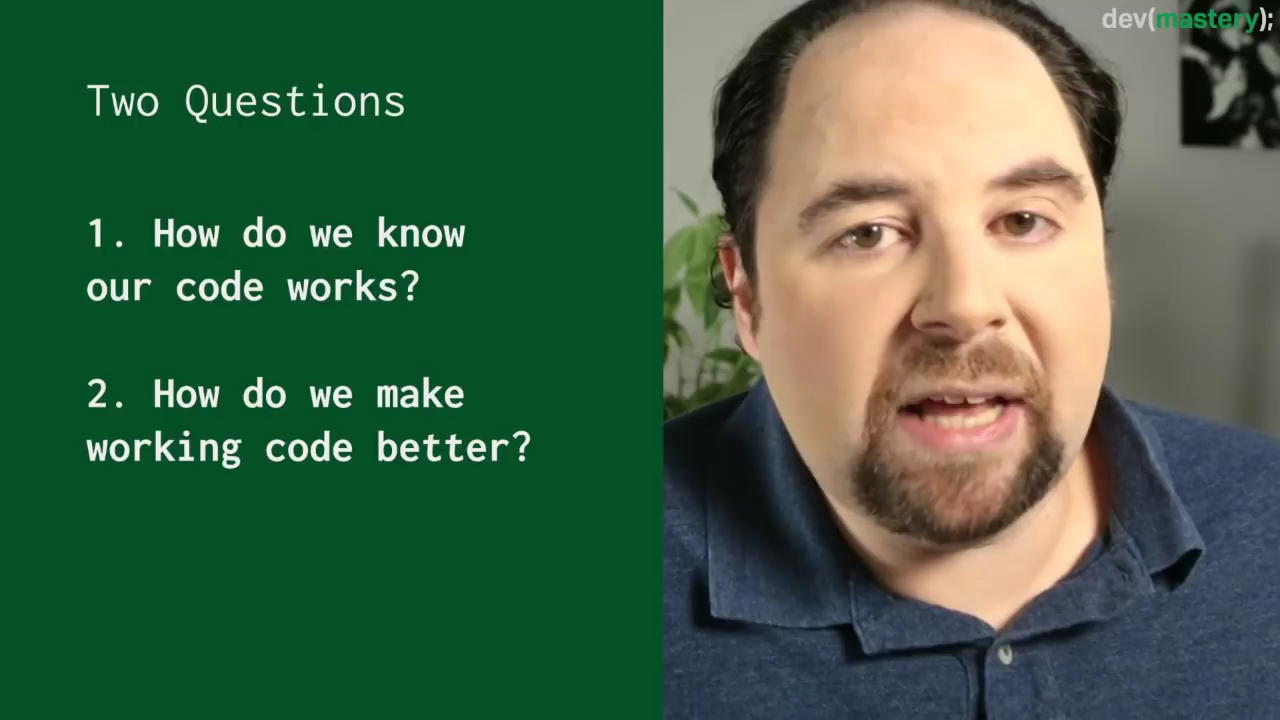 dev(mastery);
Two Questions
1. How do we know
our code works?
2. How do we make
working code better?